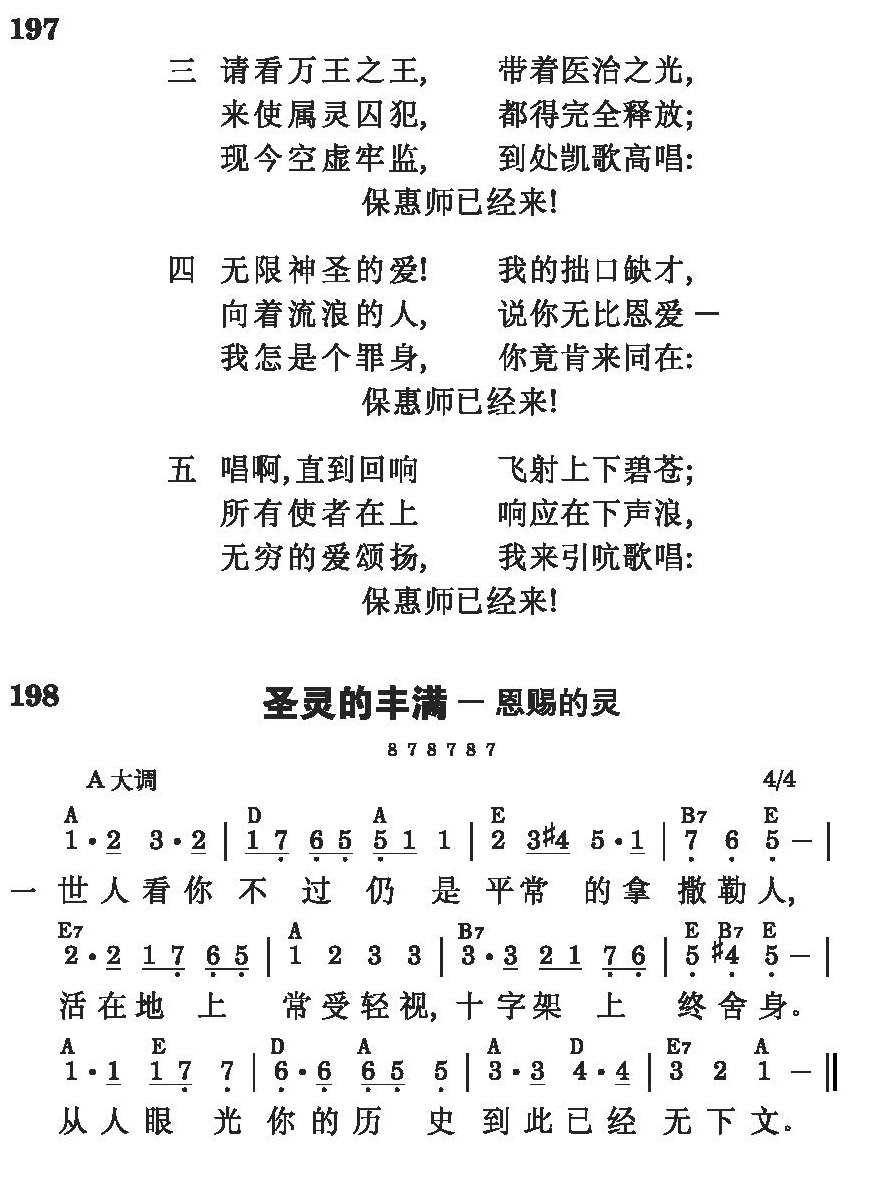 197
三 请看万王之王, 带着医治之光,
来使属灵囚犯, 都得完全释放;
现今空虚牢监, 到处凯歌高唱:
保惠师已经来!
四 无限神圣的爱! 我的拙口缺才,
向着流浪的人, 说你无比恩爱－
我怎是个罪身, 你竟肯来同在:
保惠师已经来!
五 唱啊,直到回响 飞射上下碧苍;
所有使者在上 响应在下声浪,
无穷的爱颂扬, 我来引吭歌唱:
保惠师已经来!
198 圣灵的丰满－恩赐的灵
8 7 8 7 8 7
A 大调 4/4
A D A E B7 E
1·2 3·2 | 1 7 6 5 5 1 1 | 2 3 #4 5·1 | 7 6 5 － |
一 世人看你不过仍是平常的拿撒勒人,
E7 A B7 E B7 E
2·2 1 7 6 5 | 1 2 3 3 | 3·3 2 1 7 6 | 5 #4 5 － |
活在地上常受轻视,十字架上终舍身。
A E D A A D E7 A
1·1 1 7 7 | 6·6 6 5 5 | 3·3 4·4 | 3 2 1 － ‖
从人眼光你的历史到此已经无下文。